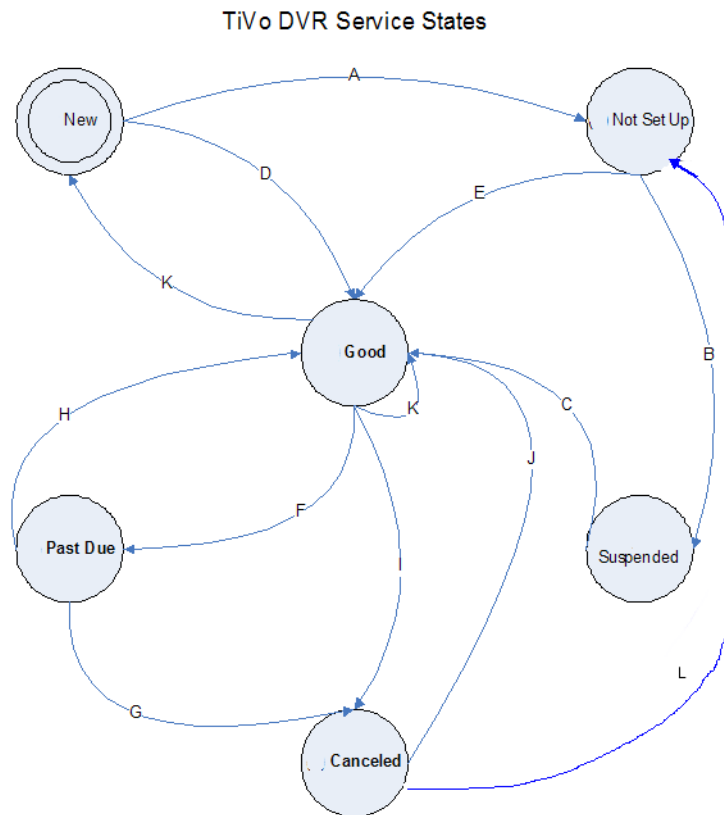 TiVo DVR Service States
A
New
Not Set Up
D
E
K
B
Good
C
K
H
J
F
Past Due
Suspended
I
L
G
Canceled